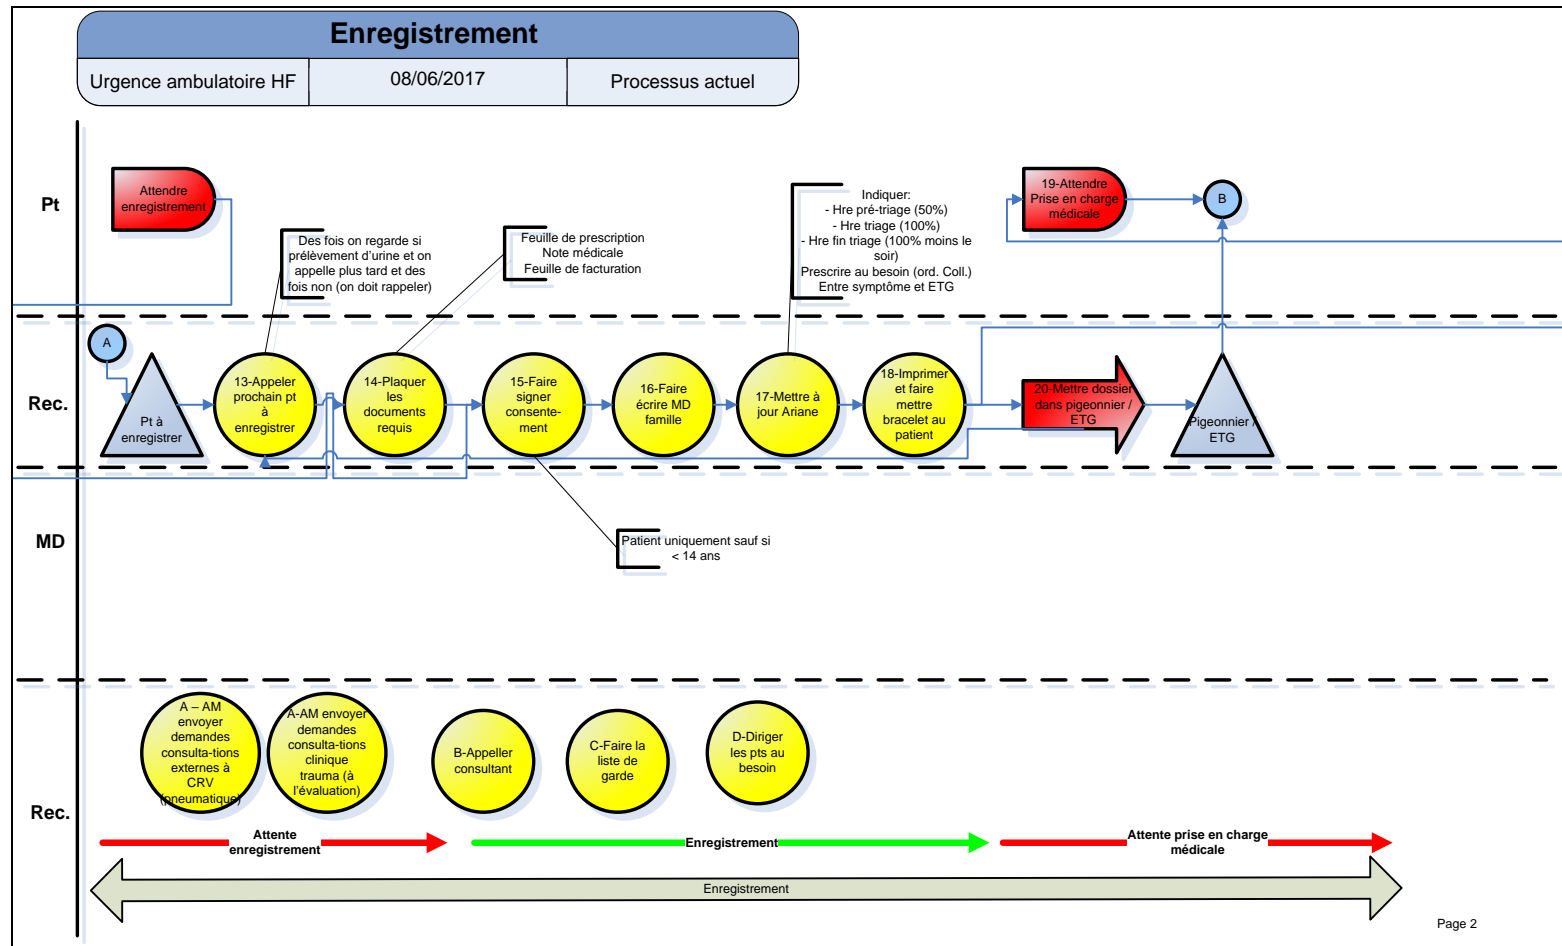 Enregistrement
Urgence ambulatoire HF
08/06/2017
Processus actuel
Pt
Attendre
enregistrement
Des fois on regarde si
prélèvement d'urine et on
appelle plus tard et des
fois non (on doit rappeler)
Feuille de prescription
Note médicale
Feuille de facturation
Indiquer:
- Hre pré-triage (50%)
- Hre triage (100%)
- Hre fin triage (100% moins le
soir)
Prescrire au besoin (ord. Coll.)
Entre symptôme et ETG
19-Attendre
Prise en charge
médicale
B
Rec.
A
Pt à
enregistrer
13-Appeler
prochain pt
à
enregistrer
14-Plaquer
les
documents
requis
15-Faire
signer
consente-
ment
16-Faire
écrire MD
famille
17-Mettre à
jour Ariane
18-Imprimer
et faire
mettre
bracelet au
patient
20-Mettre dossier
dans pigeonnier /
ETG
Pigeonnier /
ETG
MD
Patient uniquement sauf si
< 14 ans
Rec.
A – AM
envoyer
demandes
consulta-tions
externes à
CRV
(pneumatique)
A-AM envoyer
demandes
consulta-tions
clinique
trauma (à
l'évaluation)
B-Appeller
consultant
C-Faire la
liste de
garde
D-Diriger
les pts au
besoin
Attente
enregistrement
Enregistrement
Attente prise en charge
médicale
Enregistrement
Page 2